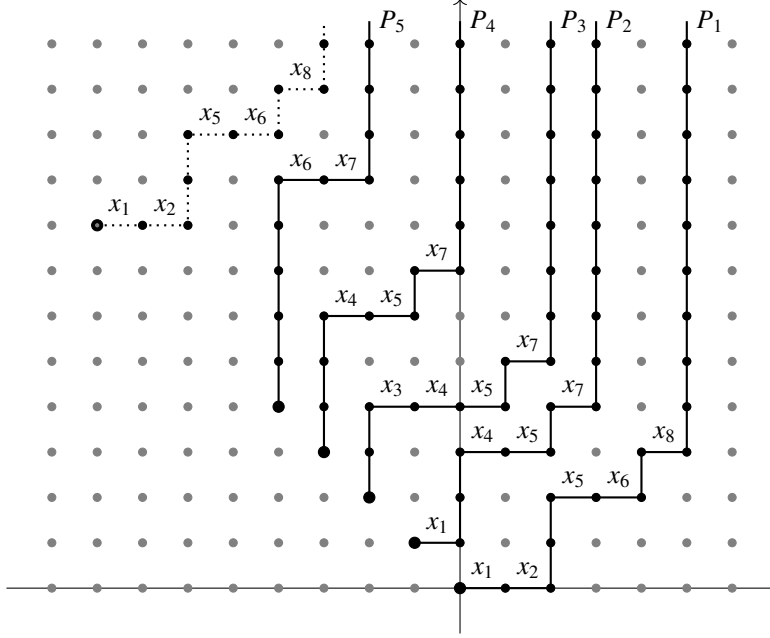 P₅ P₄ P₃ P₂ P₁
x₈
x₅ x₆
x₆ x₇
x₁ x₂
x₇
x₄ x₅
x₇
x₃ x₄ x₅ x₇
x₄ x₅ x₈
x₅ x₆
x₁
x₁ x₂